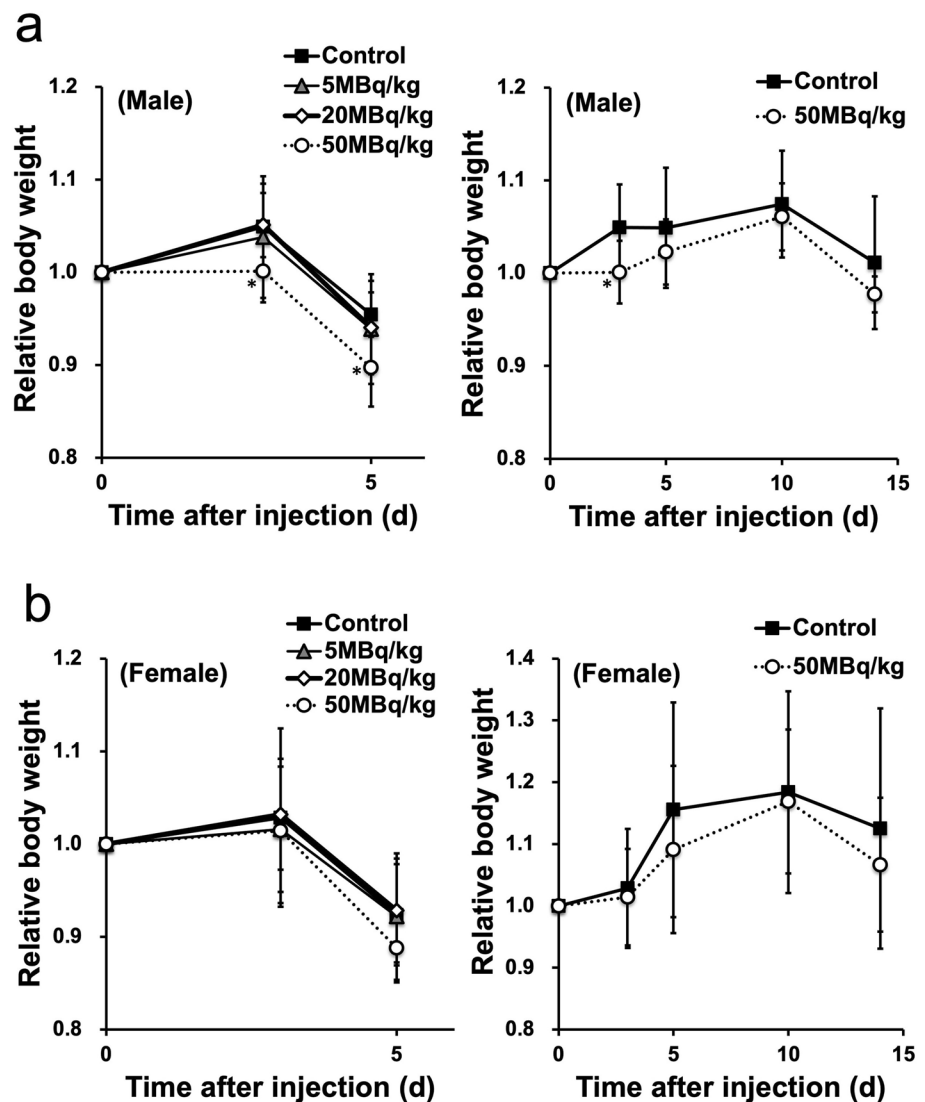 a
Control
5MBq/kg
20MBq/kg
50MBq/kg
(Male)
1.2
1.1
1.0
0.9
0.8
*
*
0
5
Relative body weight
Time after injection (d)
Control
50MBq/kg
(Male)
1.2
1.1
1.0
0.9
0.8
*
0
5
10
15
Relative body weight
Time after injection (d)
b
Control
5MBq/kg
20MBq/kg
50MBq/kg
(Female)
1.2
1.1
1.0
0.9
0.8
0
5
Relative body weight
Time after injection (d)
Control
50MBq/kg
(Female)
1.4
1.3
1.2
1.1
1.0
0.9
0.8
0
5
10
15
Relative body weight
Time after injection (d)